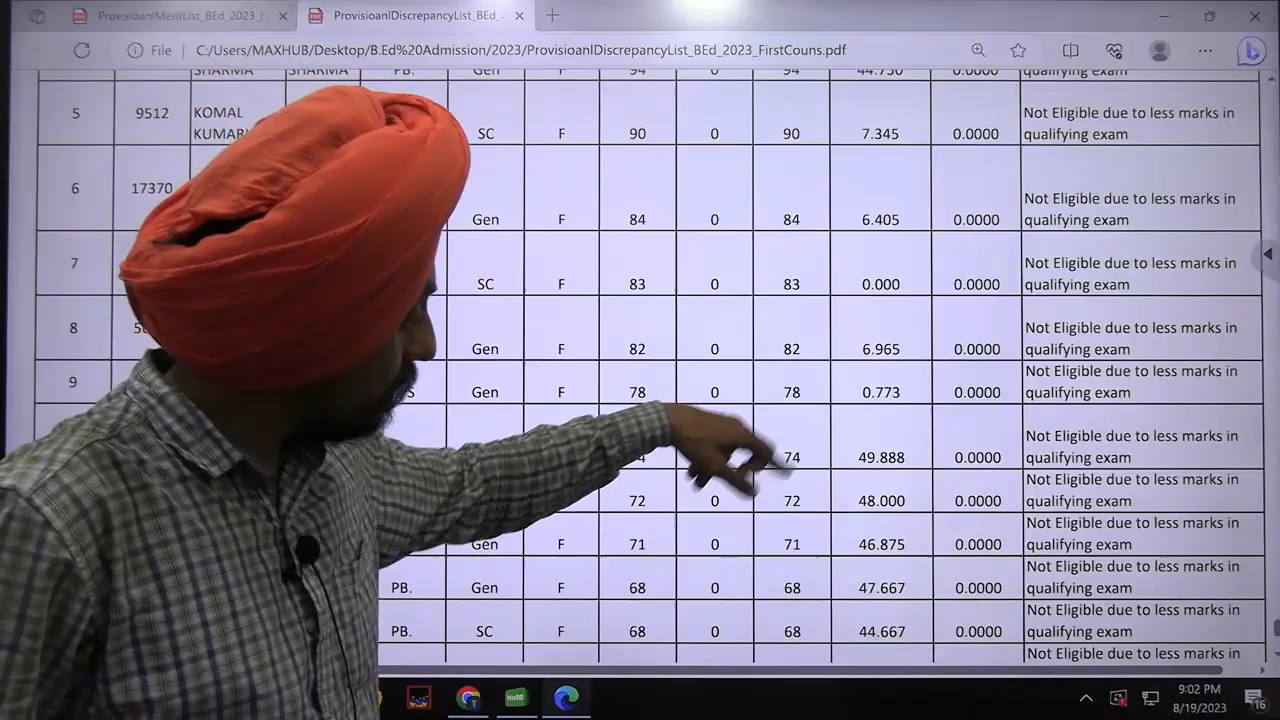 ProvisioanlMeritList_BEd_2023_F
ProvisioanlDiscrepancyList_BEd_
File
C:/Users/MAXHUB/Desktop/B.Ed%20Admission/2023/ProvisioanlDiscrepancyList_BEd_2023_FirstCouns.pdf
SHARMA SHARMA PB. Gen F 94 0 94 44.750 0.0000 qualifying exam
5 9512 KOMAL Not Eligible due to less marks in
SC F 90 0 90 7.345 0.0000 qualifying exam
6 17370 Not Eligible due to less marks in
Gen F 84 0 84 6.405 0.0000 qualifying exam
7 Not Eligible due to less marks in
SC F 83 0 83 0.000 0.0000 qualifying exam
8 Not Eligible due to less marks in
Gen F 82 0 82 6.965 0.0000 qualifying exam
9 Not Eligible due to less marks in
Gen F 78 0 78 0.773 0.0000 qualifying exam
Not Eligible due to less marks in
74 49.888 0.0000 qualifying exam
Not Eligible due to less marks in
72 0 72 48.000 0.0000 qualifying exam
Not Eligible due to less marks in
Gen F 71 0 71 46.875 0.0000 qualifying exam
Not Eligible due to less marks in
PB. Gen F 68 0 68 47.667 0.0000 qualifying exam
Not Eligible due to less marks in
PB. SC F 68 0 68 44.667 0.0000 qualifying exam
Not Eligible due to less marks in
Note
9:02 PM
8/19/2023
16